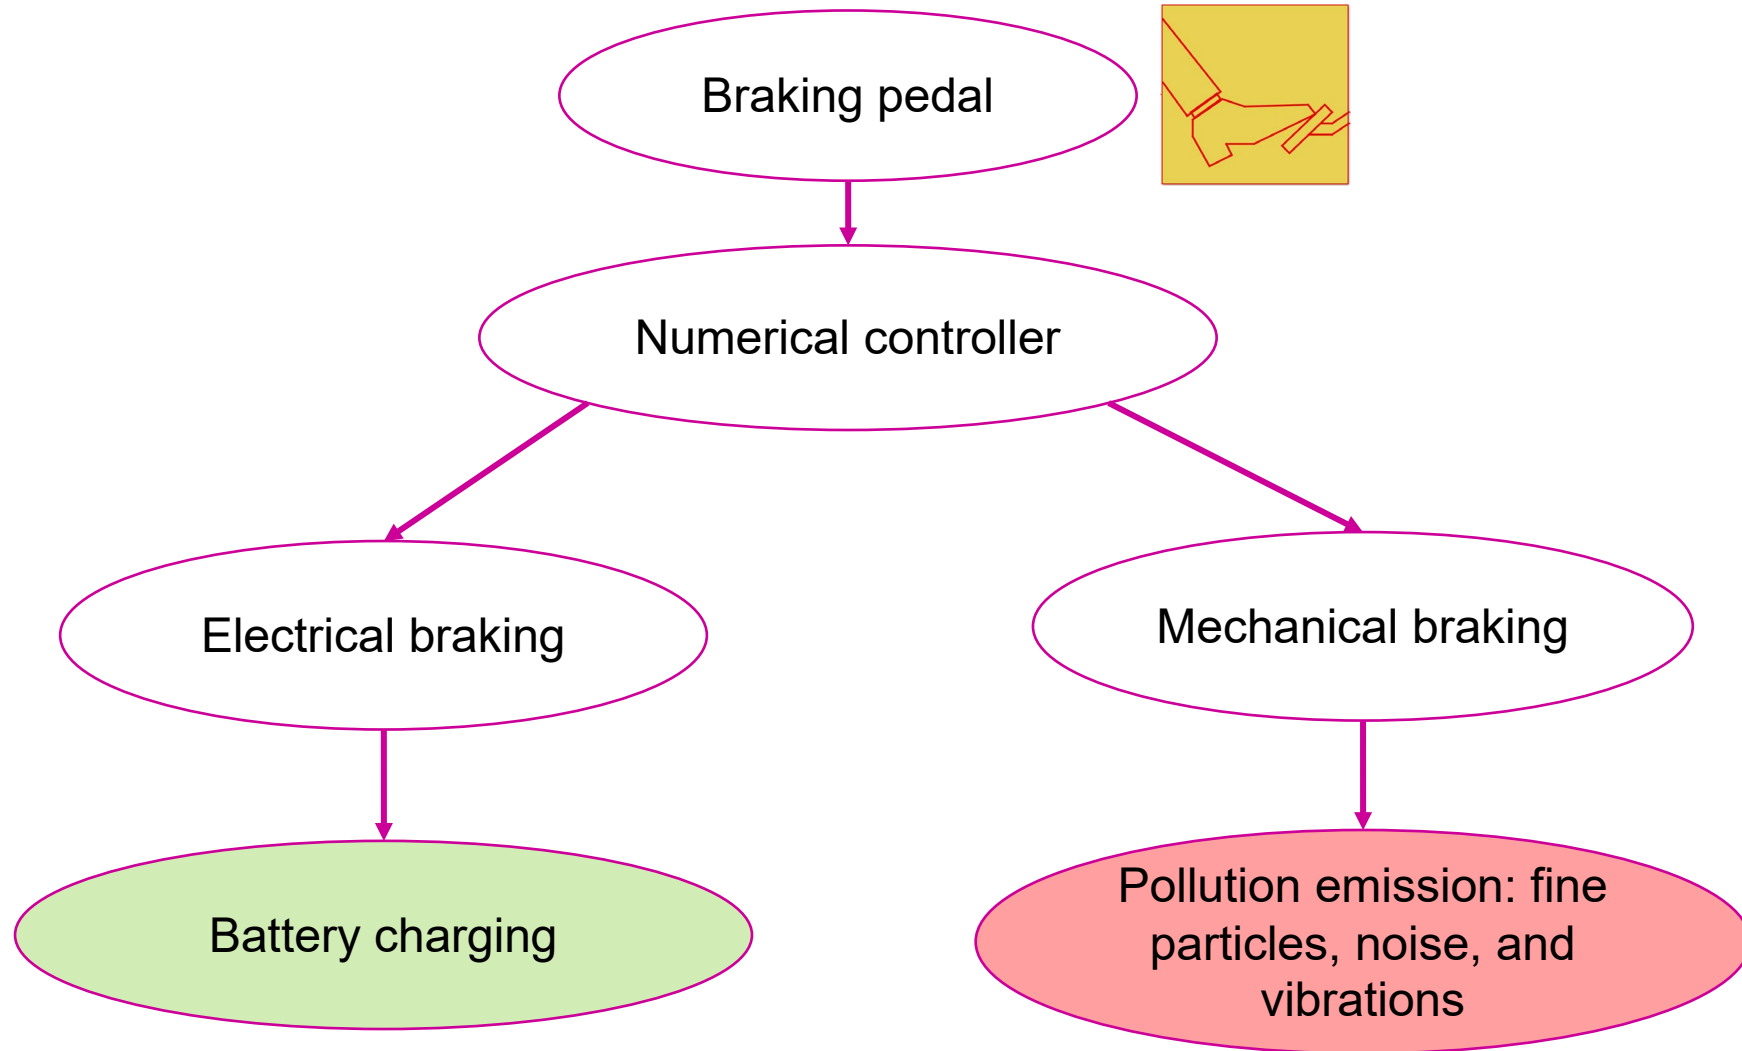 Braking pedal
Numerical controller
Electrical braking
Mechanical braking
Battery charging
Pollution emission: fine
particles, noise, and
vibrations